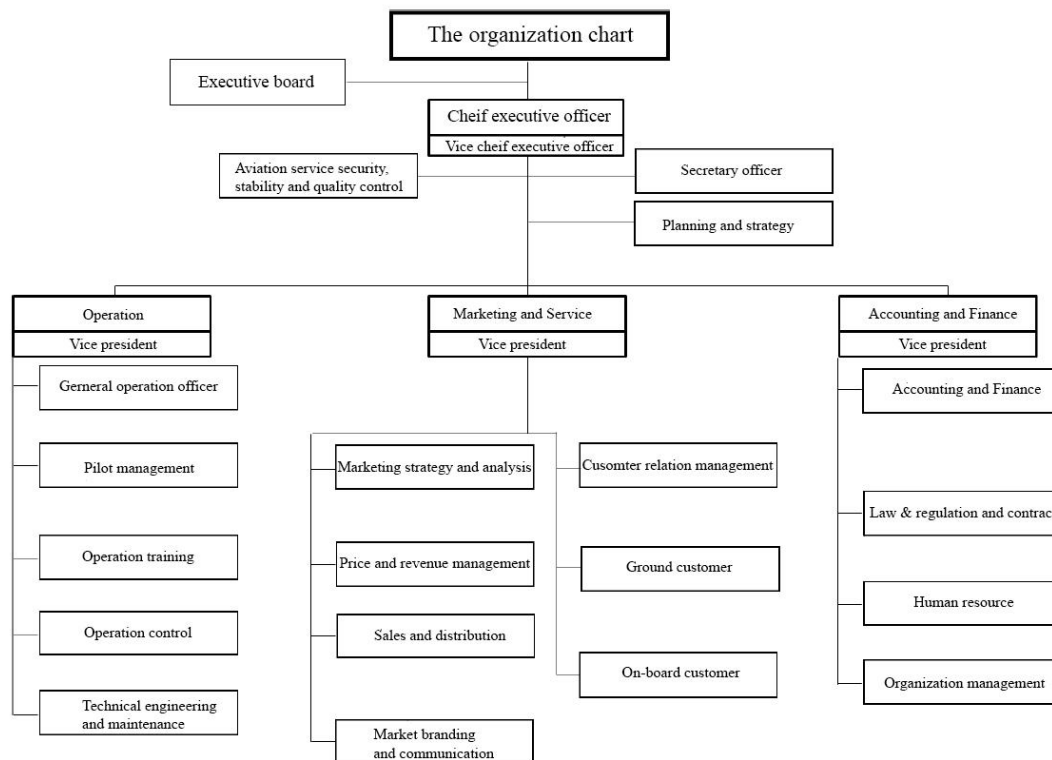 The organization chart
Executive board
Cheif executive officer
Vice cheif executive officer
Aviation service security,
stability and quality control
Secretary officer
Planning and strategy
Operation
Vice president
Gerneral operation officer
Pilot management
Operation training
Operation control
Technical engineering
and maintenance
Marketing and Service
Vice president
Marketing strategy and analysis
Price and revenue management
Sales and distribution
Market branding
and communication
Cusomter relation management
Ground customer
On-board customer
Accounting and Finance
Vice president
Accounting and Finance
Law & regulation and contrac
Human resource
Organization management